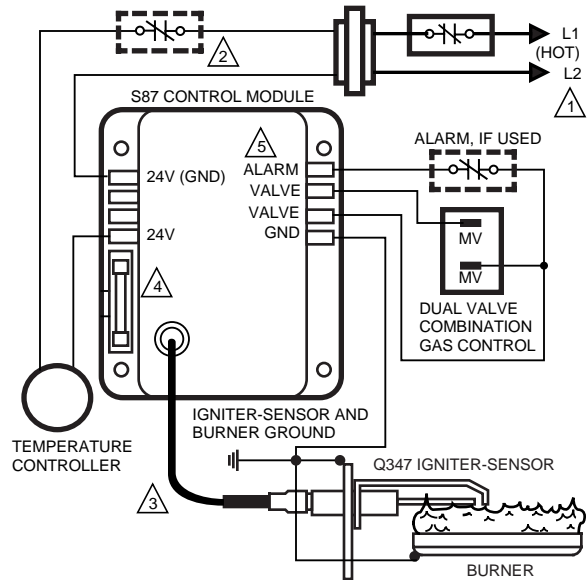 L1
(HOT)
L2
2
1
S87 CONTROL MODULE
5
ALARM, IF USED
24V (GND)
ALARM
VALVE
VALVE
24V
GND
MV
MV
4
DUAL VALVE
COMBINATION
GAS CONTROL
IGNITER-SENSOR AND
BURNER GROUND
TEMPERATURE
CONTROLLER
Q347 IGNITER-SENSOR
3
BURNER